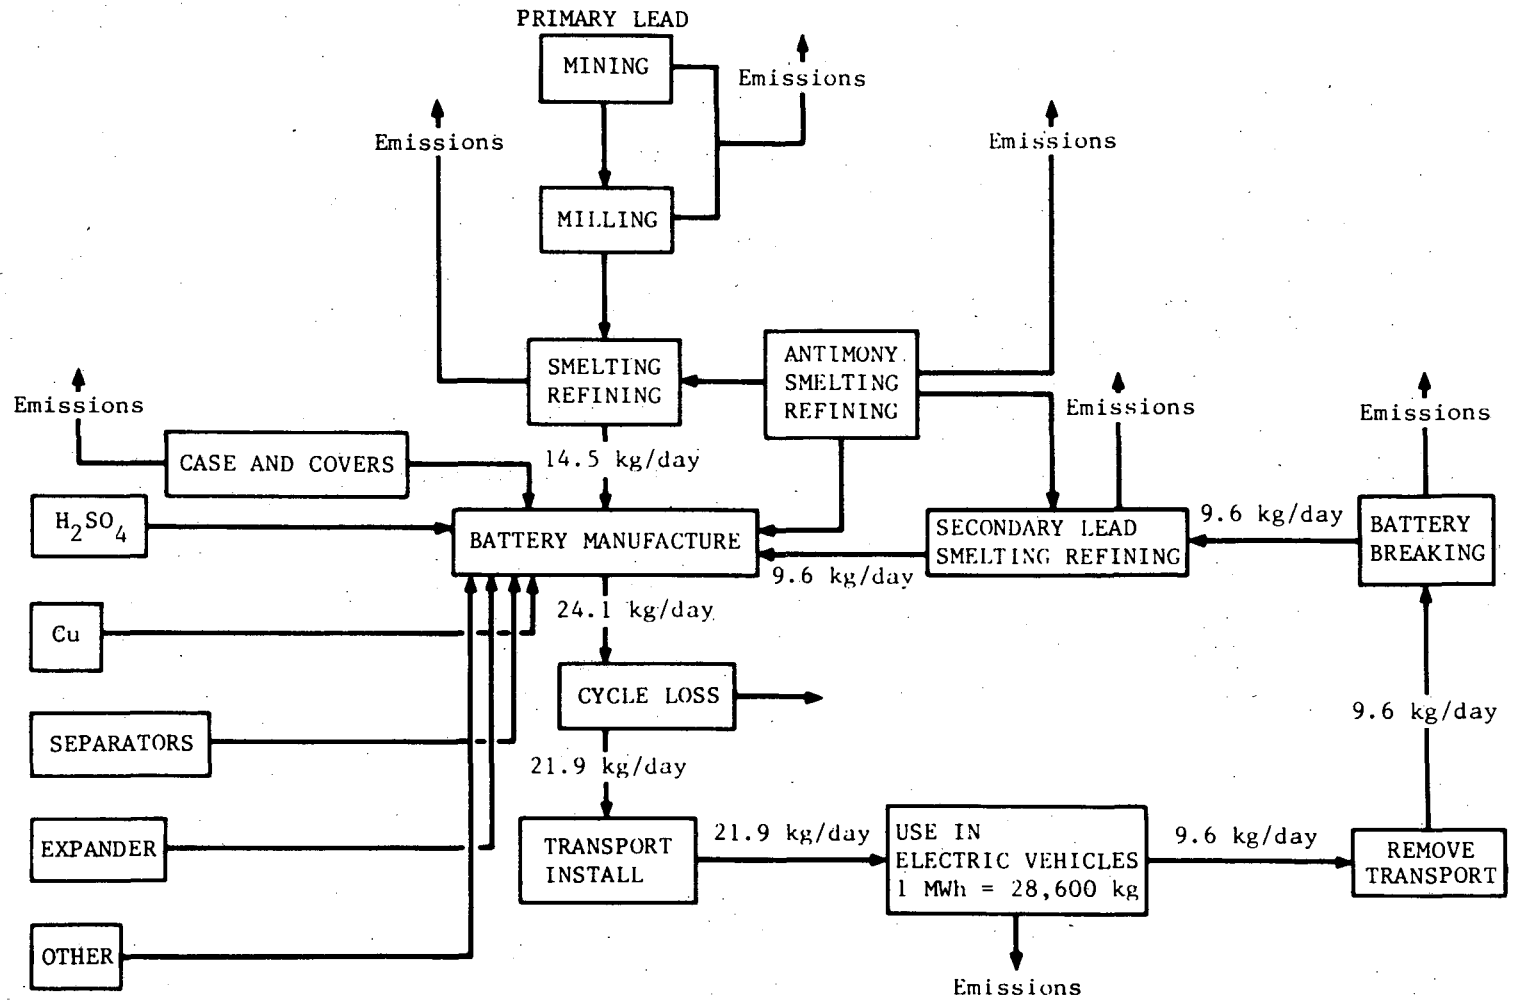 PRIMARY LEAD
MINING
Emissions
Emissions
Emissions
MILLING
SMELTING
REFINING
ANTIMONY
SMELTING
REFINING
Emissions
Emissions
Emissions
CASE AND COVERS
14.5 kg/day
H2SO4
BATTERY MANUFACTURE
SECONDARY LEAD
SMELTING REFINING
9.6 kg/day
BATTERY
BREAKING
9.6 kg/day
24.1 kg/day
Cu
CYCLE LOSS
9.6 kg/day
SEPARATORS
21.9 kg/day
EXPANDER
TRANSPORT
INSTALL
21.9 kg/day
USE IN
ELECTRIC VEHICLES
1 MWh = 28,600 kg
9.6 kg/day
REMOVE
TRANSPORT
OTHER
Emissions